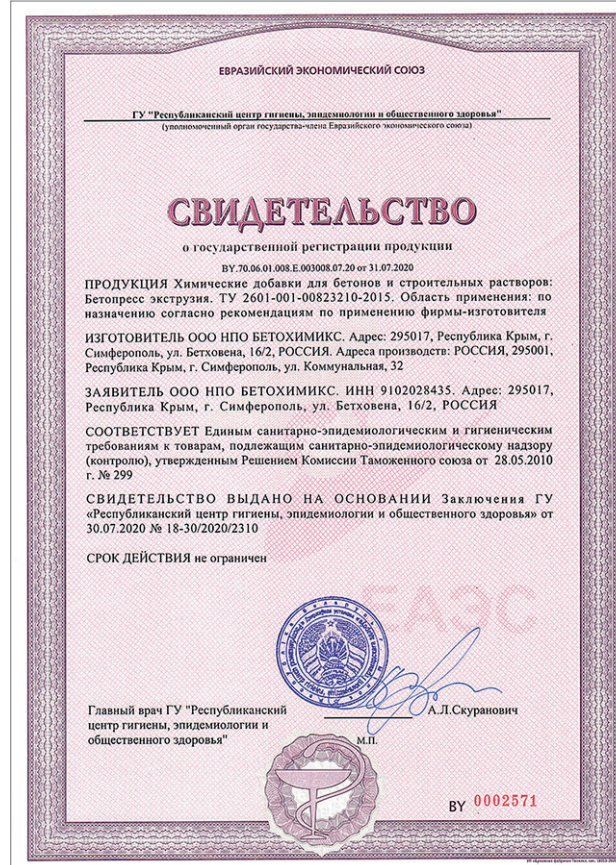 ЕВРАЗИЙСКИЙ ЭКОНОМИЧЕСКИЙ СОЮЗ
ГУ "Республиканский центр гигиены, эпидемиологии и общественного здоровья"
(уполномоченный орган государства-члена Евразийского экономического союза)
СВИДЕТЕЛЬСТВО
о государственной регистрации продукции
BY.70.06.01.008.E.003008.07.20 от 31.07.2020
ПРОДУКЦИЯ Химические добавки для бетонов и строительных растворов:
Бетопресс экструзия. ТУ 2601-001-00823210-2015. Область применения: по
назначению согласно рекомендациям по применению фирмы-изготовителя
ИЗГОТОВИТЕЛЬ ООО НПО БЕТОХИМИКС. Адрес: 295017, Республика Крым, г.
Симферополь, ул. Бетховена, 16/2, РОССИЯ. Адреса производств: РОССИЯ, 295001,
Республика Крым, г. Симферополь, ул. Коммунальная, 32
ЗАЯВИТЕЛЬ ООО НПО БЕТОХИМИКС. ИНН 9102028435. Адрес: 295017,
Республика Крым, г. Симферополь, ул. Бетховена, 16/2, РОССИЯ
СООТВЕТСТВУЕТ Единым санитарно-эпидемиологическим и гигиеническим
требованиям к товарам, подлежащим санитарно-эпидемиологическому надзору
(контролю), утвержденным Решением Комиссии Таможенного союза от 28.05.2010
г. № 299
СВИДЕТЕЛЬСТВО ВЫДАНО НА ОСНОВАНИИ Заключения ГУ
«Республиканский центр гигиены, эпидемиологии и общественного здоровья» от
30.07.2020 № 18-30/2020/2310
СРОК ДЕЙСТВИЯ не ограничен
ЕАЭС
Главный врач ГУ "Республиканский
центр гигиены, эпидемиологии и
общественного здоровья"
А.Л.Скуранович
М.П.
BY 0002571